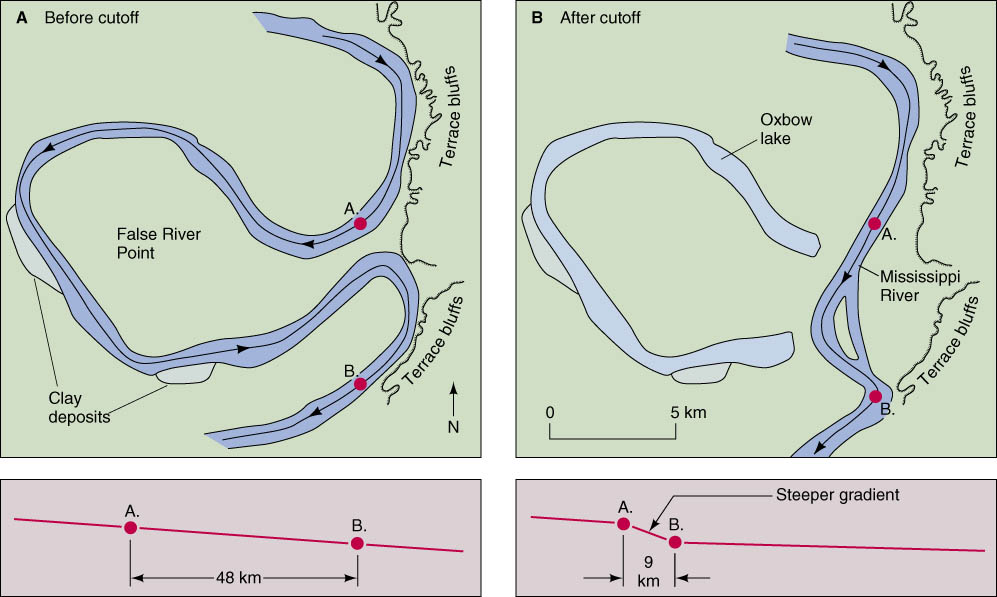 A Before cutoff
Terrace bluffs
A.
False River
Point
Terrace bluffs
B.
Clay
deposits
N
B After cutoff
Terrace bluffs
Oxbow
lake
A.
Mississippi
River
Terrace bluffs
0 5 km
B.
A.
B.
48 km
Steeper gradient
A.
B.
9
km